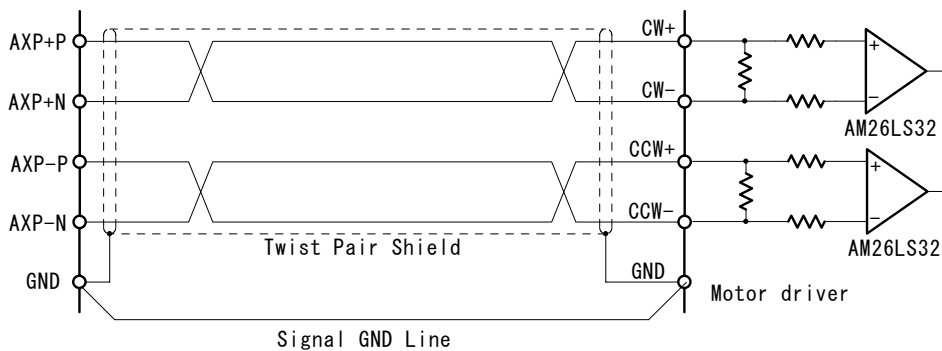 AXP+P
CW+
AXP+N
CW-
AM26LS32
AXP-P
CCW+
AXP-N
CCW-
Twist Pair Shield
AM26LS32
GND
GND
Motor driver
Signal GND Line